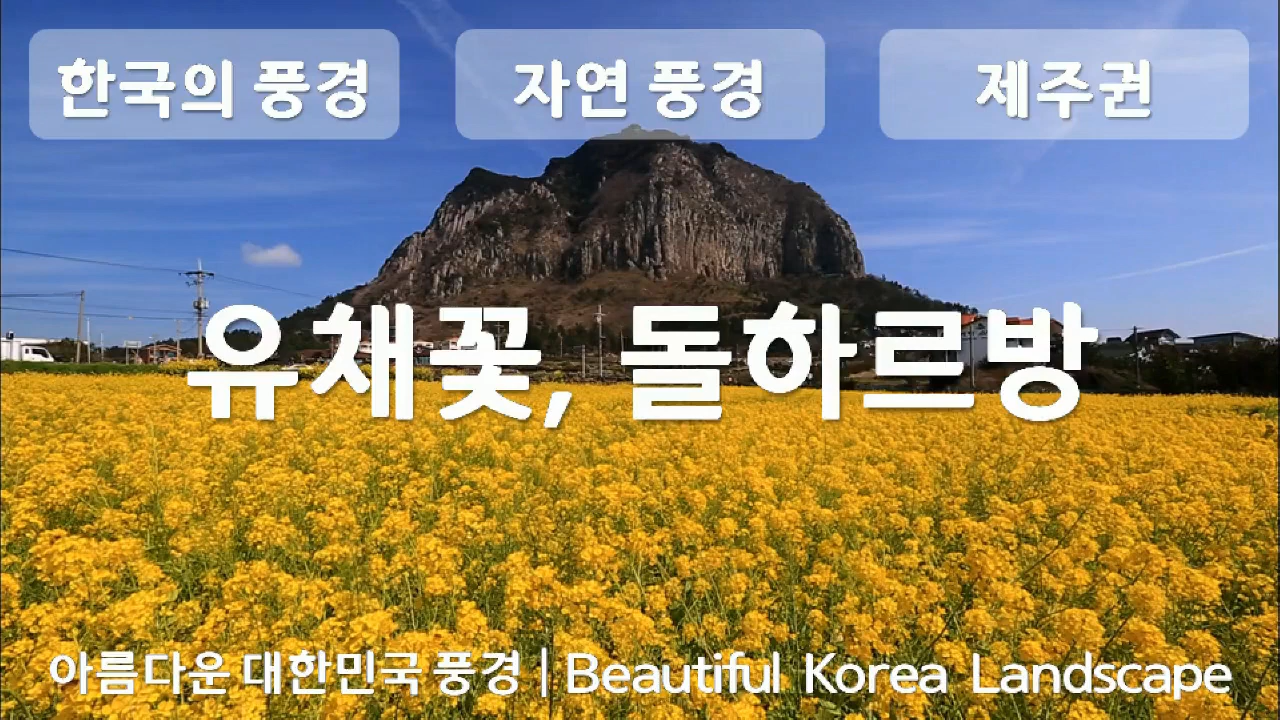 한국의 풍경
자연 풍경
제주권
유채꽃, 돌하르방
아름다운 대한민국 풍경 | Beautiful Korea Landscape